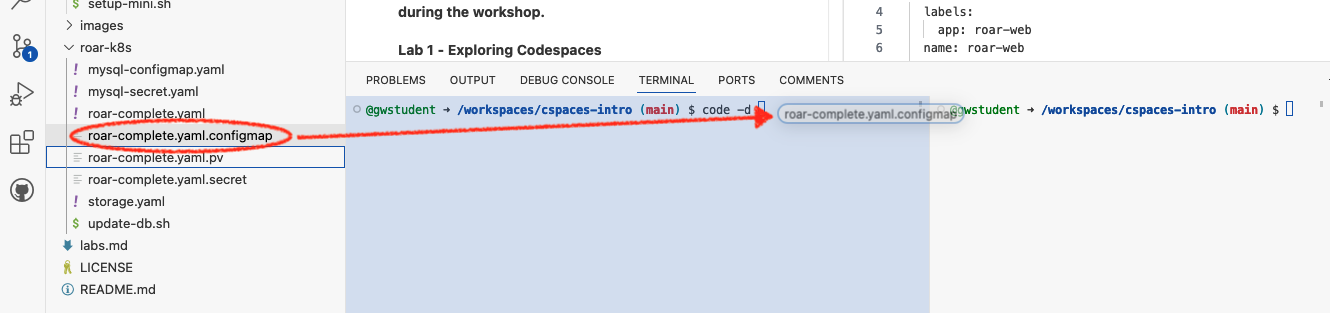 setup-mini.sh
images
roar-k8s
mysql-configmap.yaml
mysql-secret.yaml
roar-complete.yaml
roar-complete.yaml.configmap
roar-complete.yaml.pv
roar-complete.yaml.secret
storage.yaml
update-db.sh
labs.md
LICENSE
README.md
1
during the workshop.
Lab 1 - Exploring Codespaces
4 labels:
5 app: roar-web
6 name: roar-web
PROBLEMS OUTPUT DEBUG CONSOLE TERMINAL PORTS COMMENTS
@gwstudent ➜ /workspaces/cspaces-intro (main) $ code -d
roar-complete.yaml.configmap
@gwstudent ➜ /workspaces/cspaces-intro (main) $